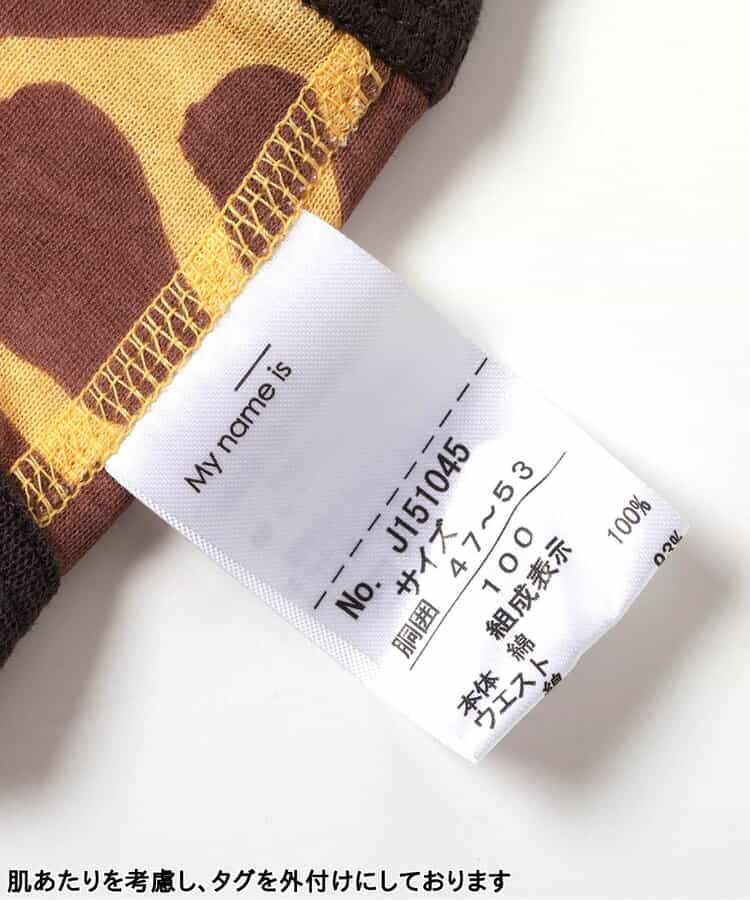 My name is
No. J151045
サイズ
胴囲 47～53
100
組成表示
本体 綿 100%
ウエスト
綿 93%
肌あたりを考慮し、タグを外付けにしております